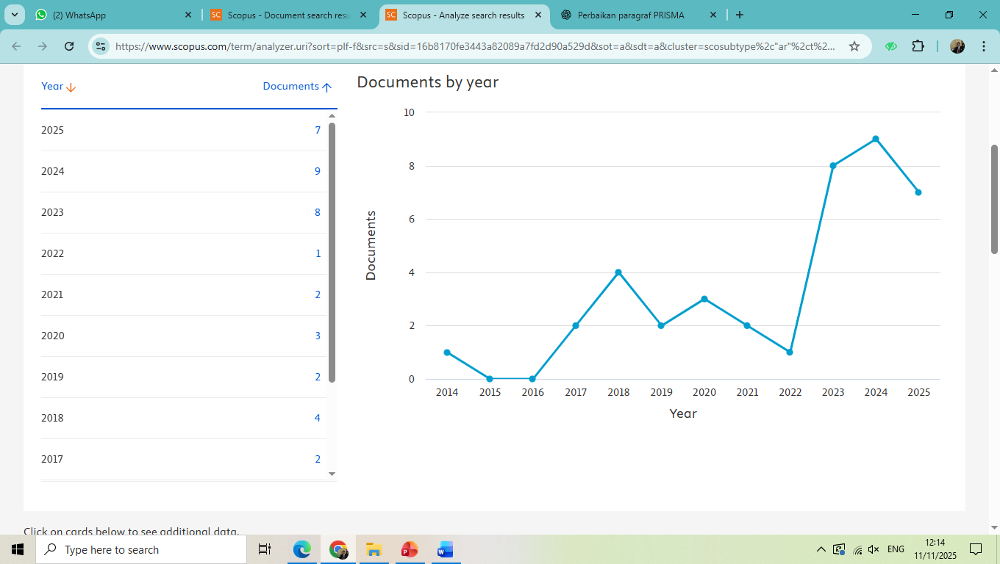 (2) WhatsApp
Scopus - Document search resu
Scopus - Analyze search results
Perbaikan paragraf PRISMA
https://www.scopus.com/term/analyzer.uri?sort=plf-f&src=s&sid=16b8170fe3443a82089a7fd2d90a529d&sot=a&sdt=a&cluster=scosubtype%2c"ar"%2ct%2...
Year Documents
2025 7
2024 9
2023 8
2022 1
2021 2
2020 3
2019 2
2018 4
2017 2
Documents by year
10
8
6
4
2
0
Documents
2014 2015 2016 2017 2018 2019 2020 2021 2022 2023 2024 2025
Year
Click on cards below to see additional data.
Type here to search
ENG
12:14
11/11/2025